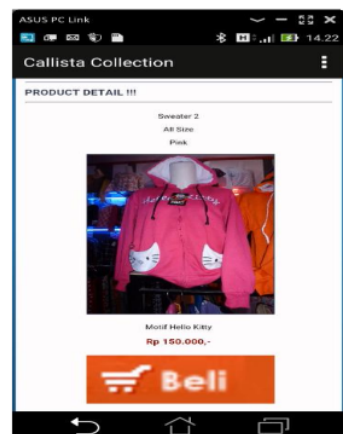 ASUS PC Link
H
14.22
Callista Collection
PRODUCT DETAIL !!!
Sweater 2
All Size
Pink
Motif Hello Kitty
Rp 150.000,-
Beli